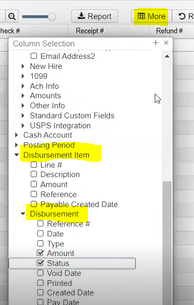 Report
More
heck #
Receipt #
Refund #
Column Selection
Email Address2
New Hire
1099
Ach Info
Amounts
Other Info
Standard Custom Fields
USPS Integration
Cash Account
Posting Period
Disbursement Item
Line #
Description
Amount
Reference
Payable Created Date
Disbursement
Reference #
Date
Type
Amount
Status
Void Date
Printed
Created Date
Pay Date